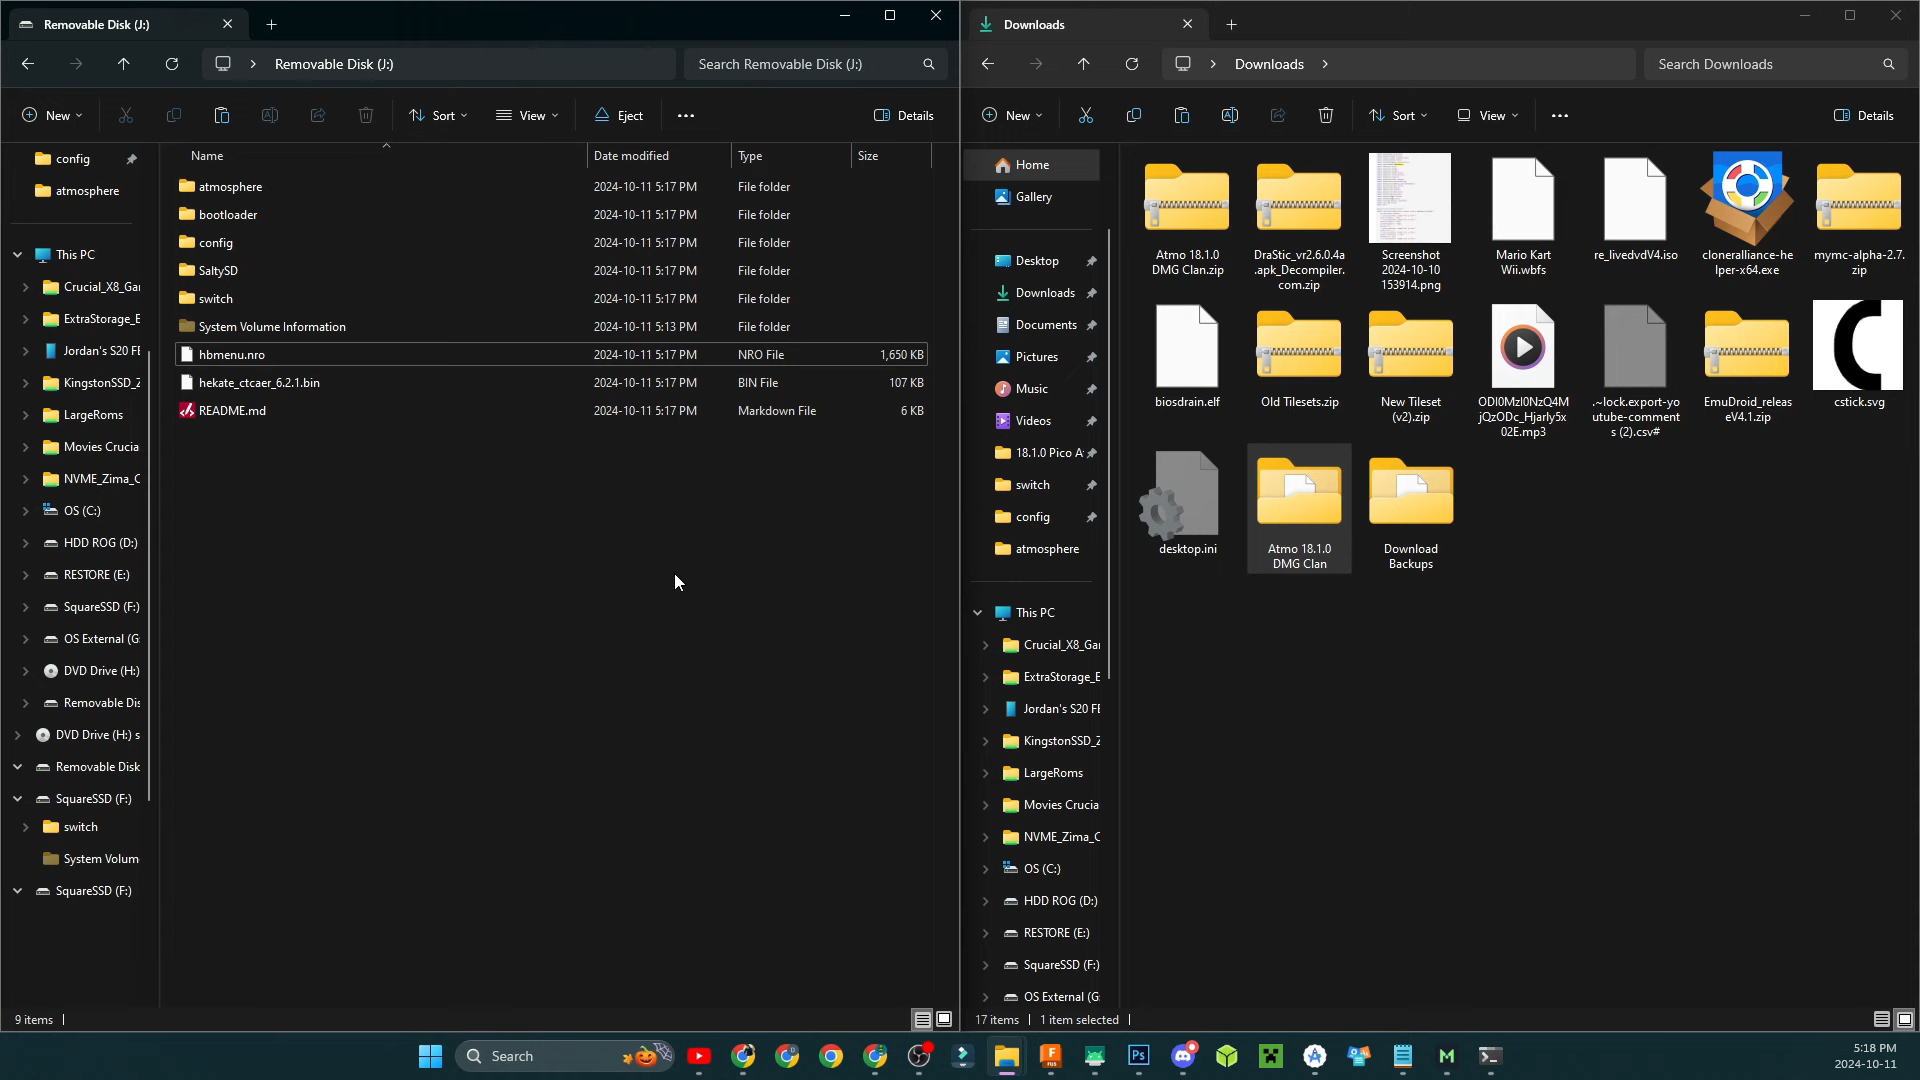 Removable Disk (J:)
Removable Disk (J:)
Search Removable Disk (J:)
New
Sort
View
Eject
Details
config
atmosphere
This PC
Crucial_X8_Gar
ExtraStorage_E
Jordan's S20 FE
KingstonSSD_Z
LargeRoms
Movies Crucia
NVME_Zima_C
OS (C:)
HDD ROG (D:)
RESTORE (E:)
SquareSSD (F:)
OS External (G
DVD Drive (H:)
Removable Dis
DVD Drive (H:) s
Removable Disk
SquareSSD (F:)
switch
System Volum
SquareSSD (F:)
Name Date modified Type Size
atmosphere 2024-10-11 5:17 PM File folder
bootloader 2024-10-11 5:17 PM File folder
config 2024-10-11 5:17 PM File folder
SaltySD 2024-10-11 5:17 PM File folder
switch 2024-10-11 5:17 PM File folder
System Volume Information 2024-10-11 5:13 PM File folder
hbmenu.nro 2024-10-11 5:17 PM NRO File 1,650 KB
hekate_ctcaer_6.2.1.bin 2024-10-11 5:17 PM BIN File 107 KB
README.md 2024-10-11 5:17 PM Markdown File 6 KB
9 items
Downloads
Downloads
Search Downloads
New
Sort
View
Details
Home
Gallery
Desktop
Downloads
Documents
Pictures
Music
Videos
18.1.0 Pico A
switch
config
atmosphere
This PC
Crucial_X8_Gar
ExtraStorage_E
Jordan's S20 FE
KingstonSSD_Z
LargeRoms
Movies Crucia
NVME_Zima_C
OS (C:)
HDD ROG (D:)
RESTORE (E:)
SquareSSD (F:)
OS External (G
Atmo 18.1.0
DMG Clan.zip
DraStic_vr2.6.0.4a
.apk_Decompiler.
com.zip
Screenshot
2024-10-10
153914.png
Mario Kart
Wii.wbfs
re_livedvdV4.iso
cloneralliance-he
lper-x64.exe
mymc-alpha-2.7.
zip
biosdrain.elf
Old Tilesets.zip
New Tileset
(v2).zip
ODI0MzI0NzQ4M
jQzODc_Hjarly5x
02E.mp3
.~lock.export-yo
utube-comment
s (2).csv#
EmuDroid_releas
eV4.1.zip
cstick.svg
desktop.ini
Atmo 18.1.0
DMG Clan
Download
Backups
17 items
1 item selected
Search
Ps
5:18 PM
2024-10-11